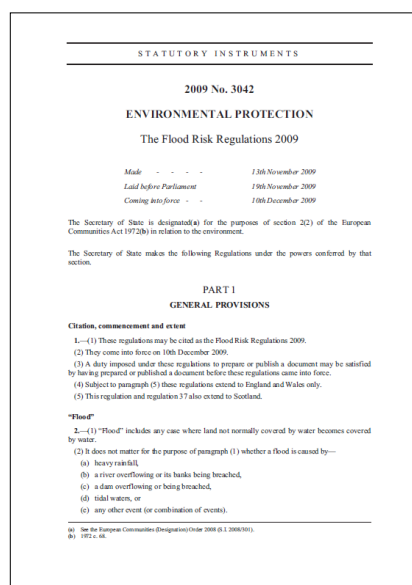 STATUTORY INSTRUMENTS
2009 No. 3042
ENVIRONMENTAL PROTECTION
The Flood Risk Regulations 2009
Made - - - - 13th November 2009
Laid before Parliament 19th November 2009
Coming into force - - 10th December 2009
The Secretary of State is designated(a) for the purposes of section 2(2) of the European
Communities Act 1972(b) in relation to the environment.
The Secretary of State makes the following Regulations under the powers conferred by that
section.
PART 1
GENERAL PROVISIONS
Citation, commencement and extent
1.—(1) These regulations may be cited as the Flood Risk Regulations 2009.
(2) They come into force on 10th December 2009.
(3) A duty imposed under these regulations to prepare or publish a document may be satisfied
by having prepared or published a document before these regulations came into force.
(4) Subject to paragraph (5) these regulations extend to England and Wales only.
(5) This regulation and regulation 37 also extend to Scotland.
“Flood”
2.—(1) “Flood” includes any case where land not normally covered by water becomes covered
by water.
(2) It does not matter for the purpose of paragraph (1) whether a flood is caused by—
(a) heavy rainfall,
(b) a river overflowing or its banks being breached,
(c) a dam overflowing or being breached,
(d) tidal waters, or
(e) any other event (or combination of events).
(a) See the European Communities (Designation) Order 2008 (S.I. 2008/301).
(b) 1972 c. 68.